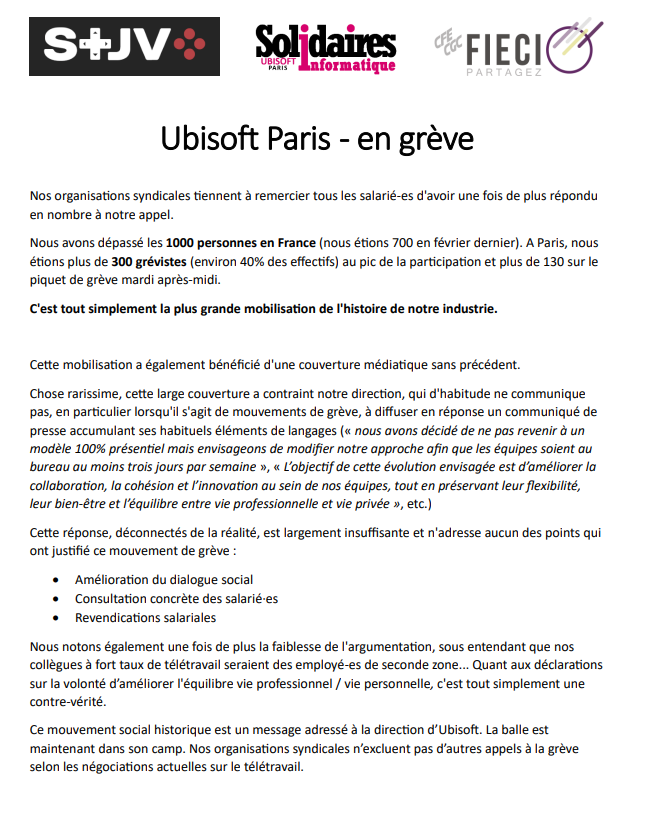 S+JV
Solidaires
UBISOFT
PARIS
Informatique
CFE
CGC
FIECI
PARTAGEZ
Ubisoft Paris - en grève
Nos organisations syndicales tiennent à remercier tous les salarié-es d'avoir une fois de plus répondu
en nombre à notre appel.
Nous avons dépassé les 1000 personnes en France (nous étions 700 en février dernier). A Paris, nous
étions plus de 300 grévistes (environ 40% des effectifs) au pic de la participation et plus de 130 sur le
piquet de grève mardi après-midi.
C'est tout simplement la plus grande mobilisation de l'histoire de notre industrie.
Cette mobilisation a également bénéficié d'une couverture médiatique sans précédent.
Chose rarissime, cette large couverture a contraint notre direction, qui d'habitude ne communique
pas, en particulier lorsqu'il s'agit de mouvements de grève, à diffuser en réponse un communiqué de
presse accumulant ses habituels éléments de langages (« nous avons décidé de ne pas revenir à un
modèle 100% présentiel mais envisageons de modifier notre approche afin que les équipes soient au
bureau au moins trois jours par semaine », « L’objectif de cette évolution envisagée est d’améliorer la
collaboration, la cohésion et l’innovation au sein de nos équipes, tout en préservant leur flexibilité,
leur bien-être et l’équilibre entre vie professionnelle et vie privée », etc.)
Cette réponse, déconnectés de la réalité, est largement insuffisante et n'adresse aucun des points qui
ont justifié ce mouvement de grève :
• Amélioration du dialogue social
• Consultation concrète des salarié·es
• Revendications salariales
Nous notons également une fois de plus la faiblesse de l'argumentation, sous entendant que nos
collègues à fort taux de télétravail seraient des employé-es de seconde zone... Quant aux déclarations
sur la volonté d’améliorer l'équilibre vie professionnel / vie personnelle, c'est tout simplement une
contre-vérité.
Ce mouvement social historique est un message adressé à la direction d’Ubisoft. La balle est
maintenant dans son camp. Nos organisations syndicales n’excluent pas d’autres appels à la grève
selon les négociations actuelles sur le télétravail.